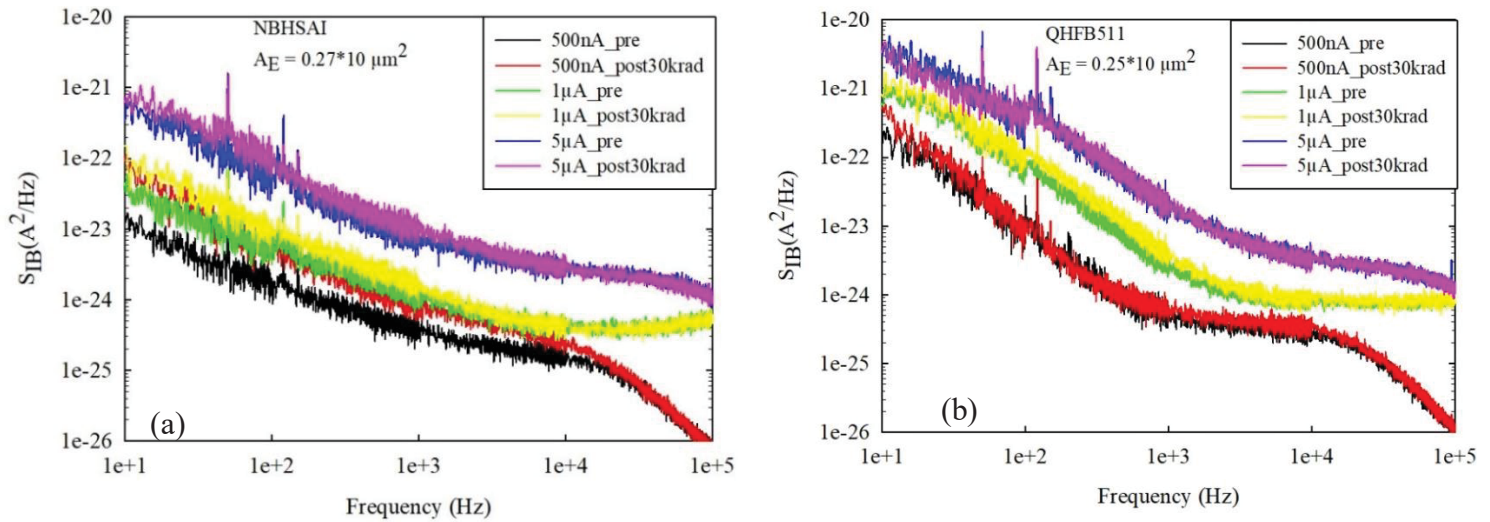 NBHSAI
A_E = 0.27*10 µm²
500nA_pre
500nA_post30krad
1µA_pre
1µA_post30krad
5µA_pre
5µA_post30krad
S_IB(A²/Hz)
1e-20
1e-21
1e-22
1e-23
1e-24
1e-25
1e-26
(a)
1e+1 1e+2 1e+3 1e+4 1e+5
Frequency (Hz)
QHFB511
A_E = 0.25*10 µm²
500nA_pre
500nA_post30krad
1µA_pre
1µA_post30krad
5µA_pre
5µA_post30krad
S_IB(A²/Hz)
1e-20
1e-21
1e-22
1e-23
1e-24
1e-25
1e-26
(b)
1e+1 1e+2 1e+3 1e+4 1e+5
Frequency (Hz)